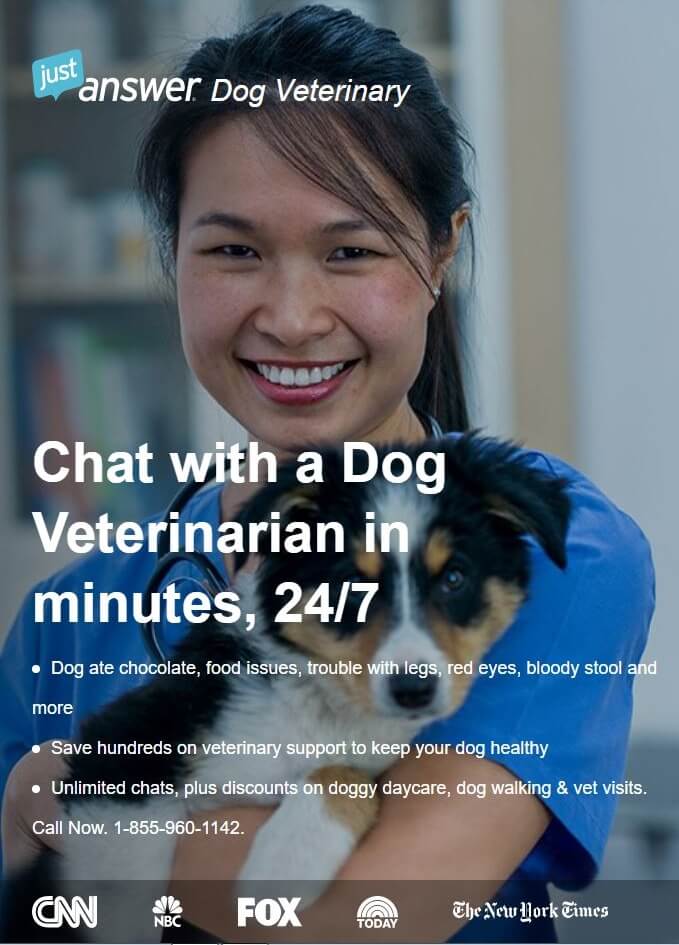 just
answer Dog Veterinary
Chat with a Dog
Veterinarian in
minutes, 24/7
• Dog ate chocolate, food issues, trouble with legs, red eyes, bloody stool and
more
• Save hundreds on veterinary support to keep your dog healthy
• Unlimited chats, plus discounts on doggy daycare, dog walking & vet visits.
Call Now. 1-855-960-1142.
CNN NBC FOX TODAY The New York Times